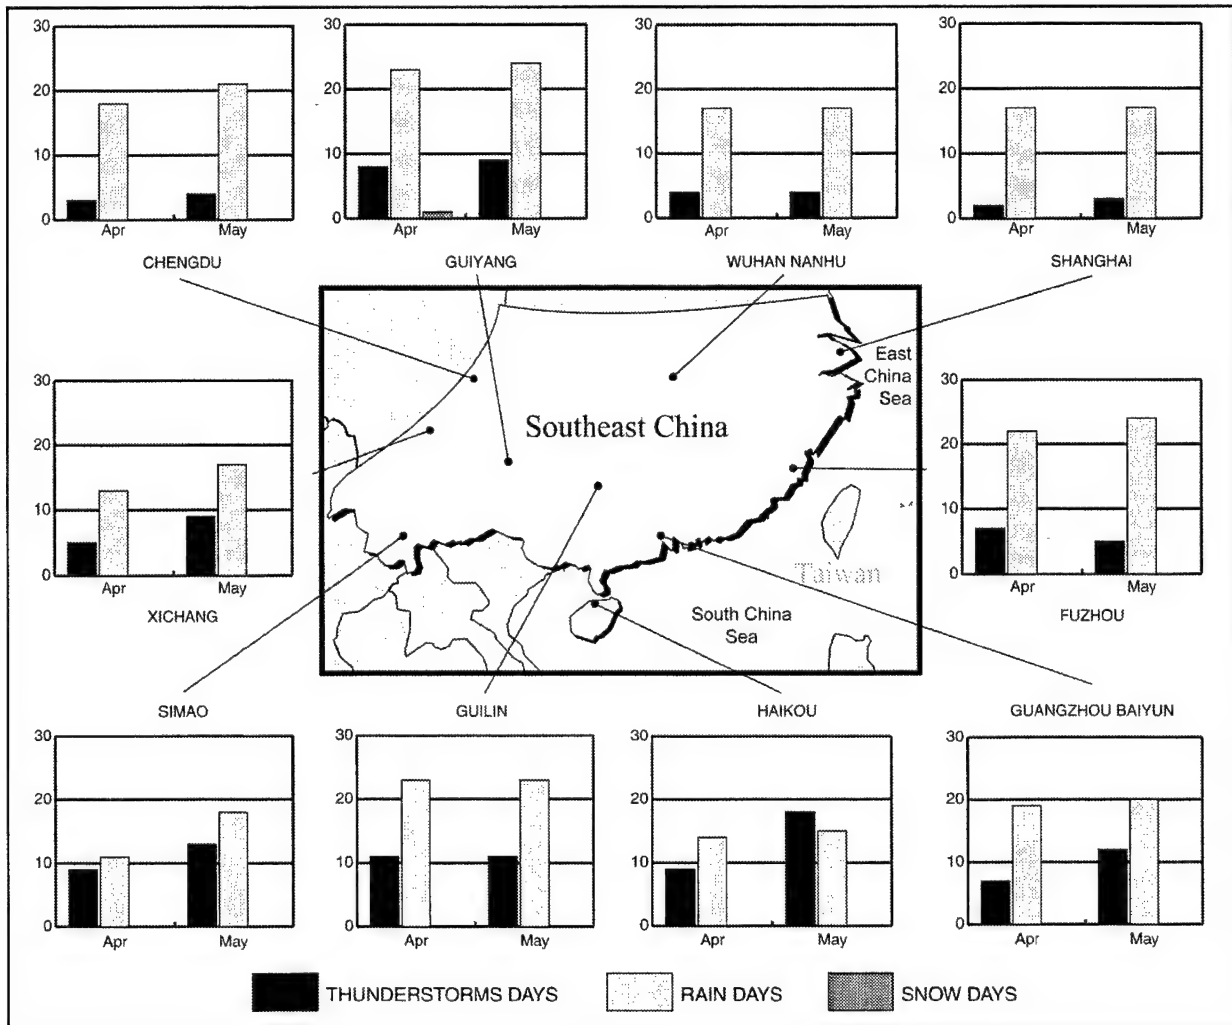 30
20
10
0
Apr
May
CHENGDU
30
20
10
0
Apr
May
GUIYANG
30
20
10
0
Apr
May
WUHAN NANHU
30
20
10
0
Apr
May
SHANGHAI
30
20
10
0
Apr
May
XICHANG
Southeast China
East
China
Sea
Taiwan
South China
Sea
30
20
10
0
Apr
May
FUZHOU
SIMAO
30
20
10
0
Apr
May
GUILIN
30
20
10
0
Apr
May
HAIKOU
30
20
10
0
Apr
May
GUANGZHOU BAIYUN
30
20
10
0
Apr
May
THUNDERSTORMS DAYS
RAIN DAYS
SNOW DAYS